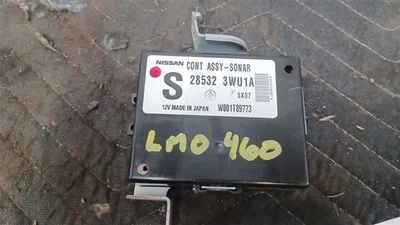 NISSAN CONT ASSY-SONAR
S 28532 3WU1A
5X07
12V MADE IN JAPAN W001T89773
LMO 460